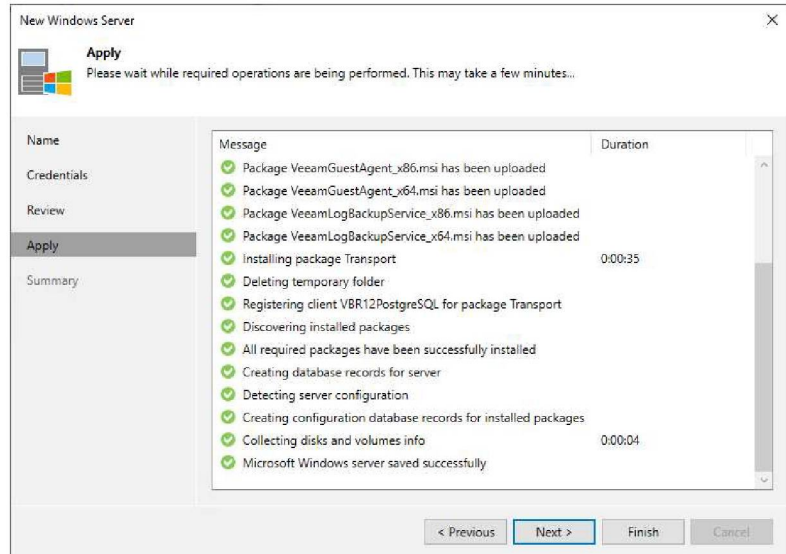 New Windows Server
Apply
Please wait while required operations are being performed. This may take a few minutes...
Name
Credentials
Review
Apply
Summary
Message Duration
Package VeeamGuestAgent_x86.msi has been uploaded
Package VeeamGuestAgent_x64.msi has been uploaded
Package VeeamLogBackupService_x86.msi has been uploaded
Package VeeamLogBackupService_x64.msi has been uploaded
Installing package Transport 0:00:35
Deleting temporary folder
Registering client VBR12PostgreSQL for package Transport
Discovering installed packages
All required packages have been successfully installed
Creating database records for server
Detecting server configuration
Creating configuration database records for installed packages
Collecting disks and volumes info 0:00:04
Microsoft Windows server saved successfully
< Previous Next > Finish Cancel